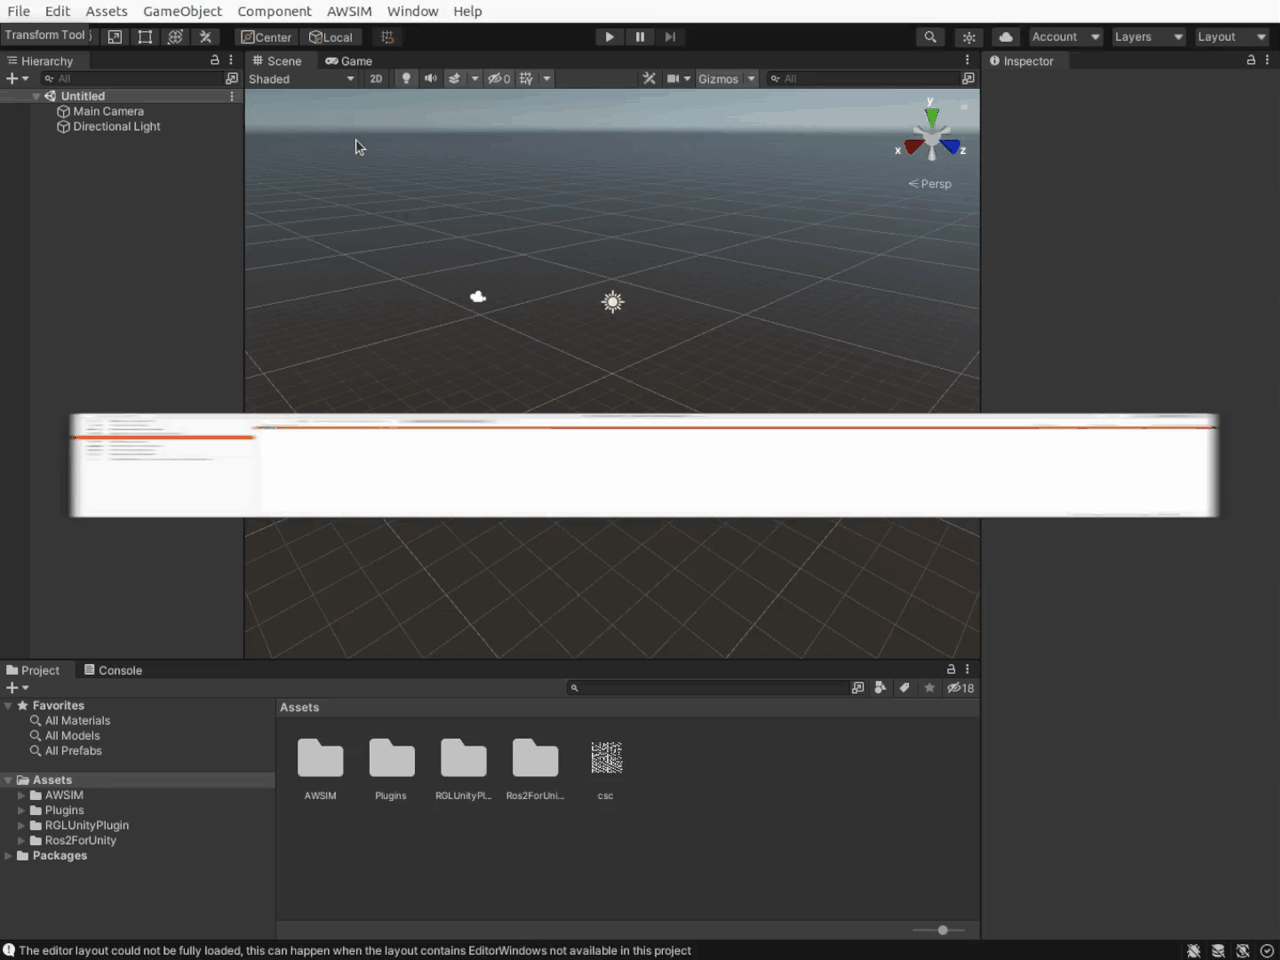 File Edit Assets GameObject Component AWSIM Window Help
Transform Tool Center Local Account Layers Layout
Hierarchy Scene Game Inspector
All Shaded 2D 0 Gizmos All
Untitled
Main Camera
Directional Light
y
x z
Persp
Project Console
18
Favorites
All Materials
All Models
All Prefabs
Assets
AWSIM
Plugins
RGLUnityPlugin
Ros2ForUnity
Packages
Assets
AWSIM Plugins RGLUnityPl... Ros2ForUni... csc
The editor layout could not be fully loaded, this can happen when the layout contains EditorWindows not available in this project